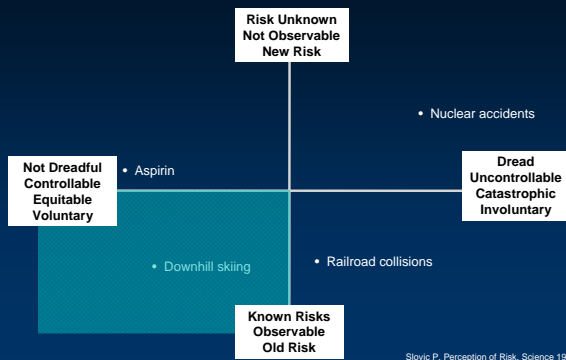 Risk Unknown
Not Observable
New Risk
• Nuclear accidents
Not Dreadful
Controllable
Equitable
Voluntary
• Aspirin
Dread
Uncontrollable
Catastrophic
Involuntary
• Downhill skiing
• Railroad collisions
Known Risks
Observable
Old Risk
Slovic P. Perception of Risk. Science 19